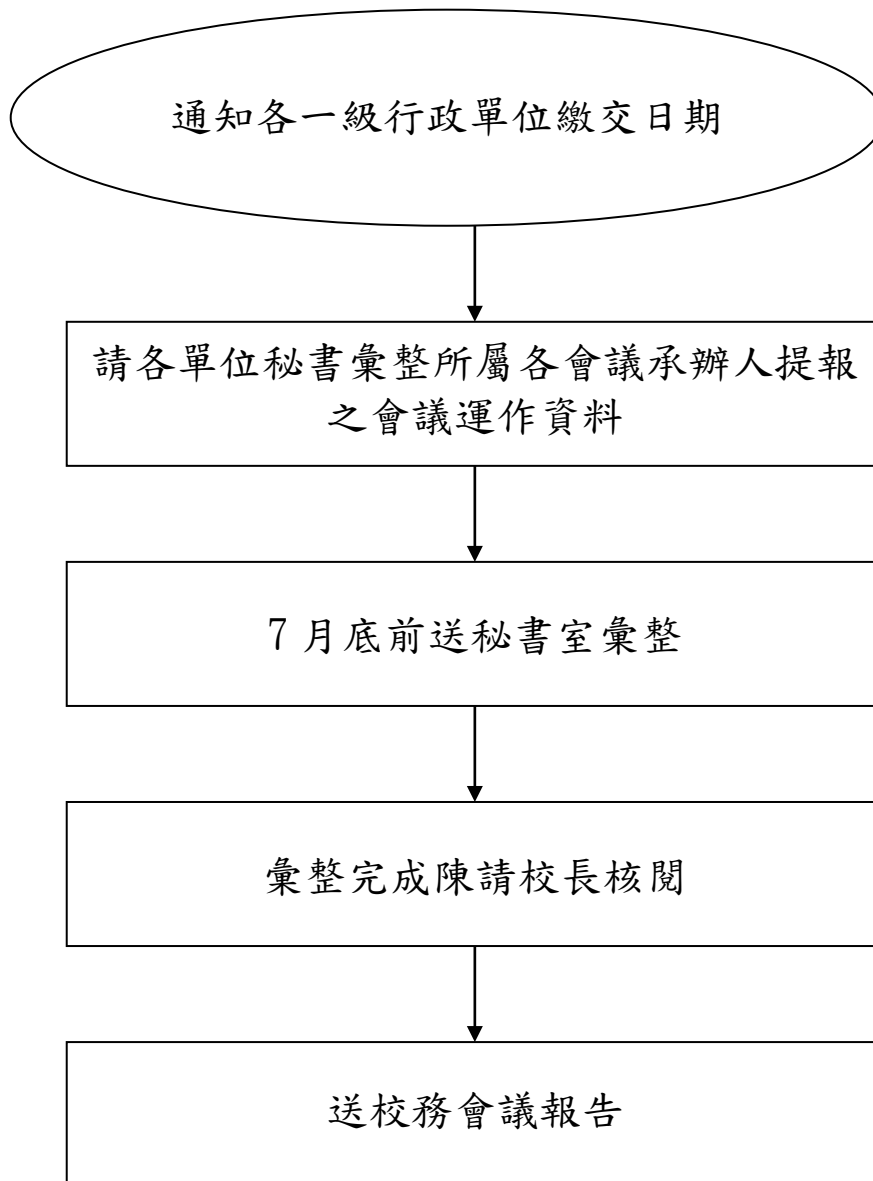 通知各一級行政單位繳交日期
請各單位秘書彙整所屬各會議承辦人提報
之會議運作資料
7月底前送秘書室彙整
彙整完成陳請校長核閱
送校務會議報告